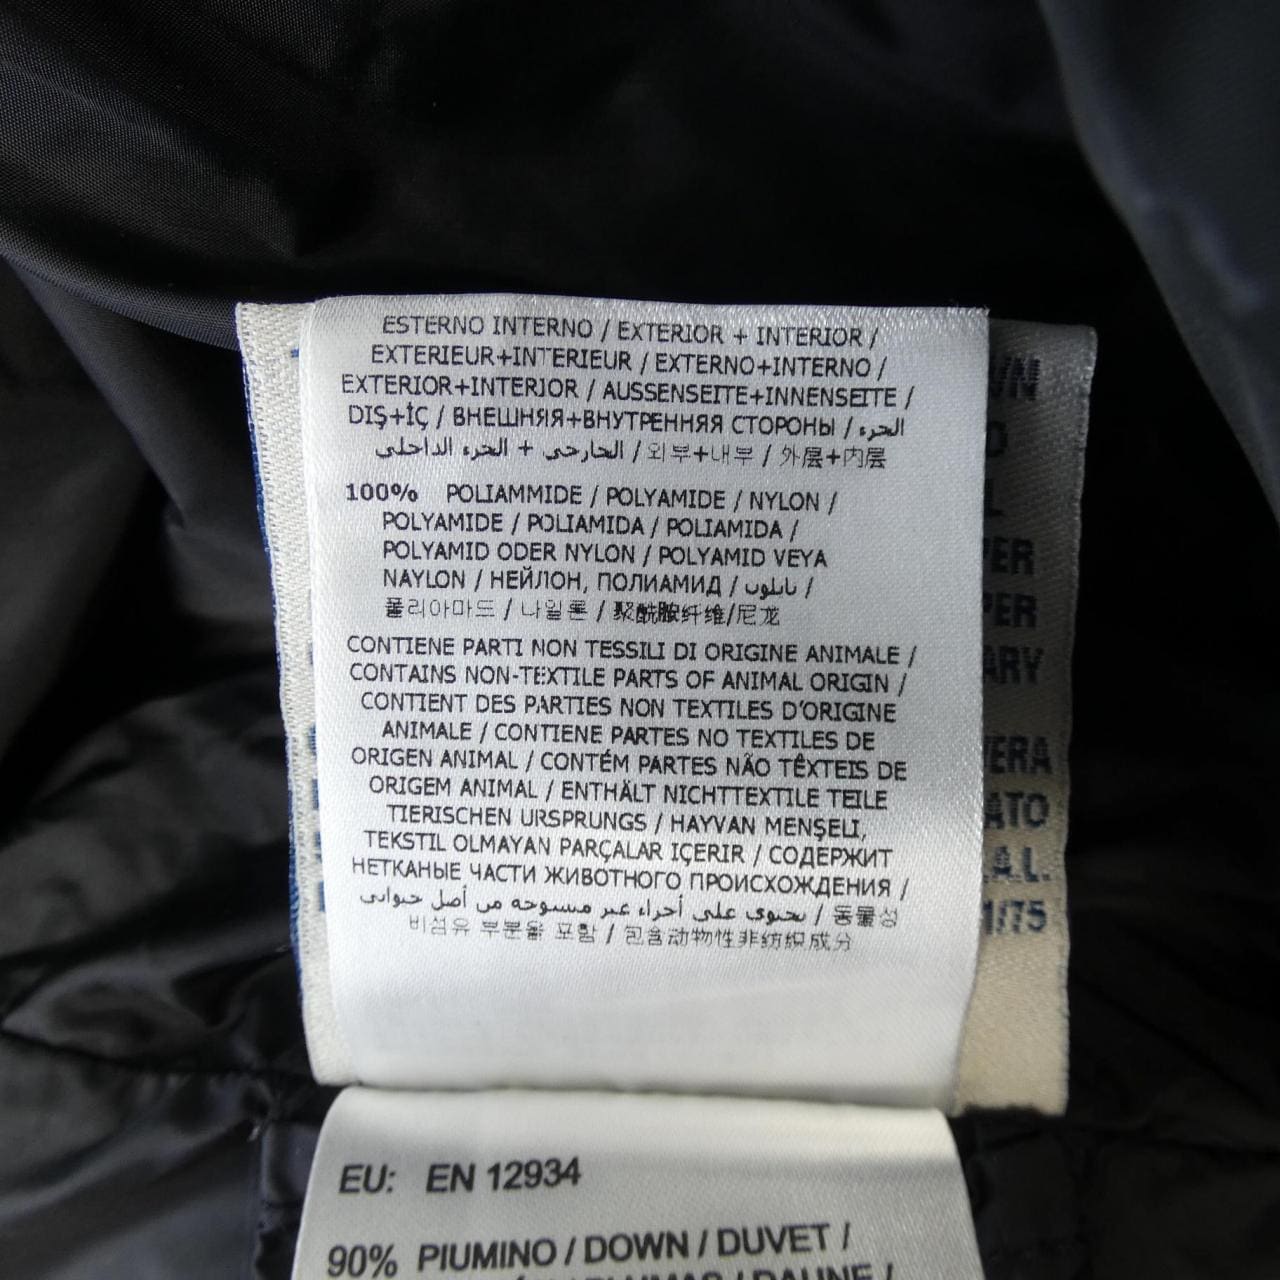 ESTERNO INTERNO / EXTERIOR + INTERIOR /
EXTERIEUR+INTERIEUR / EXTERNO+INTERNO /
EXTERIOR+INTERIOR / AUSSENSEITE+INNENSEITE /
DIŞ+İÇ / ВНЕШНЯЯ+ВНУТРЕННЯЯ СТОРОНЫ / الجزء
الخارجي + الجزء الداخلي / 외부+내부 / 外层+内层
100% POLIAMMIDE / POLYAMIDE / NYLON /
POLYAMIDE / POLIAMIDA / POLIAMIDA /
POLYAMID ODER NYLON / POLYAMID VEYA
NAYLON / НЕЙЛОН, ПОЛИАМИД / نايلون /
폴리아마드 / 나일론 / 聚酰胺纤维/尼龙
CONTIENE PARTI NON TESSILI DI ORIGINE ANIMALE /
CONTAINS NON-TEXTILE PARTS OF ANIMAL ORIGIN /
CONTIENT DES PARTIES NON TEXTILES D'ORIGINE
ANIMALE / CONTIENE PARTES NO TEXTILES DE
ORIGEN ANIMAL / CONTÉM PARTES NÃO TÊXTEIS DE
ORIGEM ANIMAL / ENTHÄLT NICHTTEXTILE TEILE
TIERISCHEN URSPRUNGS / HAYVAN MENŞELİ,
TEKSTIL OLMAYAN PARÇALAR IÇERIR / СОДЕРЖИТ
НЕТКАНЫЕ ЧАСТИ ЖИВОТНОГО ПРОИСХОЖДЕНИЯ /
يحتوي على أجزاء غير منسوجه من أصل حيواني / 동물성
비섬유 부분을 포함 / 包含动物性非纺织成分
VERA
ATO
1/75
EU: EN 12934
90% PIUMINO / DOWN / DUVET /